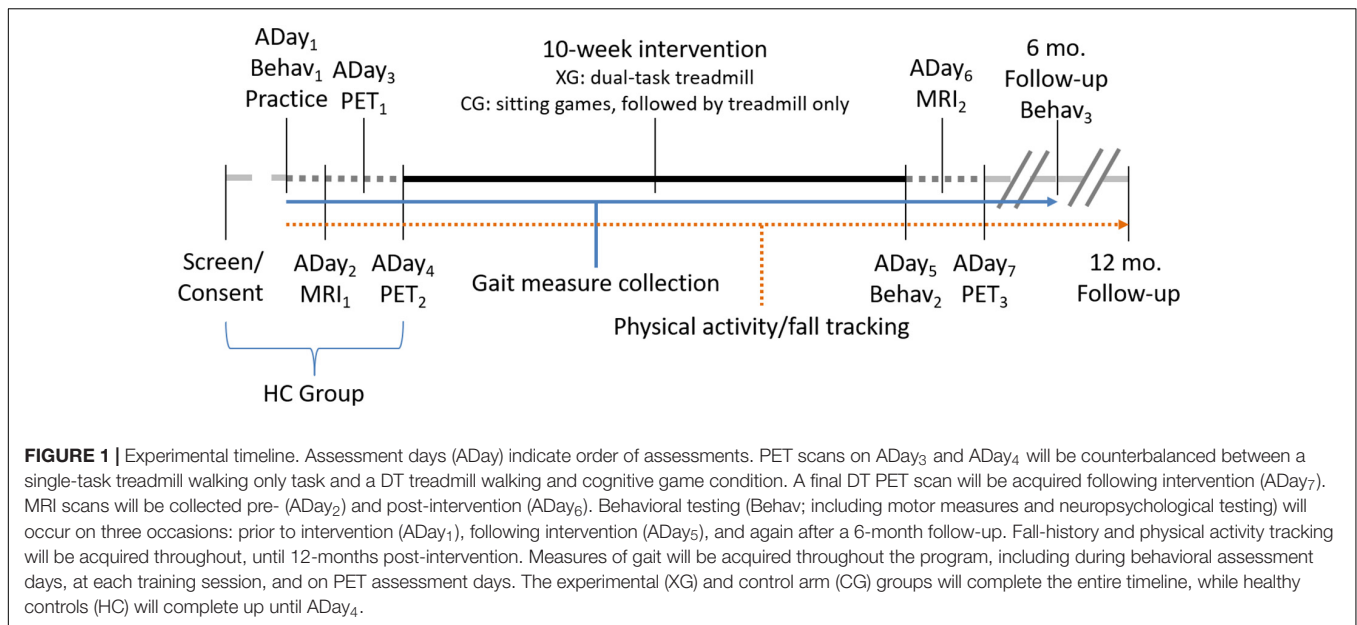 ADay₁
Behav₁
Practice
ADay₃
PET₁
10-week intervention
XG: dual-task treadmill
CG: sitting games, followed by treadmill only
ADay₆
MRI₂
6 mo.
Follow-up
Behav₃
Screen/
Consent
ADay₂
MRI₁
ADay₄
PET₂
Gait measure collection
Physical activity/fall tracking
ADay₅
Behav₂
ADay₇
PET₃
12 mo.
Follow-up
HC Group
FIGURE 1 | Experimental timeline. Assessment days (ADay) indicate order of assessments. PET scans on ADay₃ and ADay₄ will be counterbalanced between a
single-task treadmill walking only task and a DT treadmill walking and cognitive game condition. A final DT PET scan will be acquired following intervention (ADay₇).
MRI scans will be collected pre- (ADay₂) and post-intervention (ADay₆). Behavioral testing (Behav; including motor measures and neuropsychological testing) will
occur on three occasions: prior to intervention (ADay₁), following intervention (ADay₅), and again after a 6-month follow-up. Fall-history and physical activity tracking
will be acquired throughout, until 12-months post-intervention. Measures of gait will be acquired throughout the program, including during behavioral assessment
days, at each training session, and on PET assessment days. The experimental (XG) and control arm (CG) groups will complete the entire timeline, while healthy
controls (HC) will complete up until ADay₄.